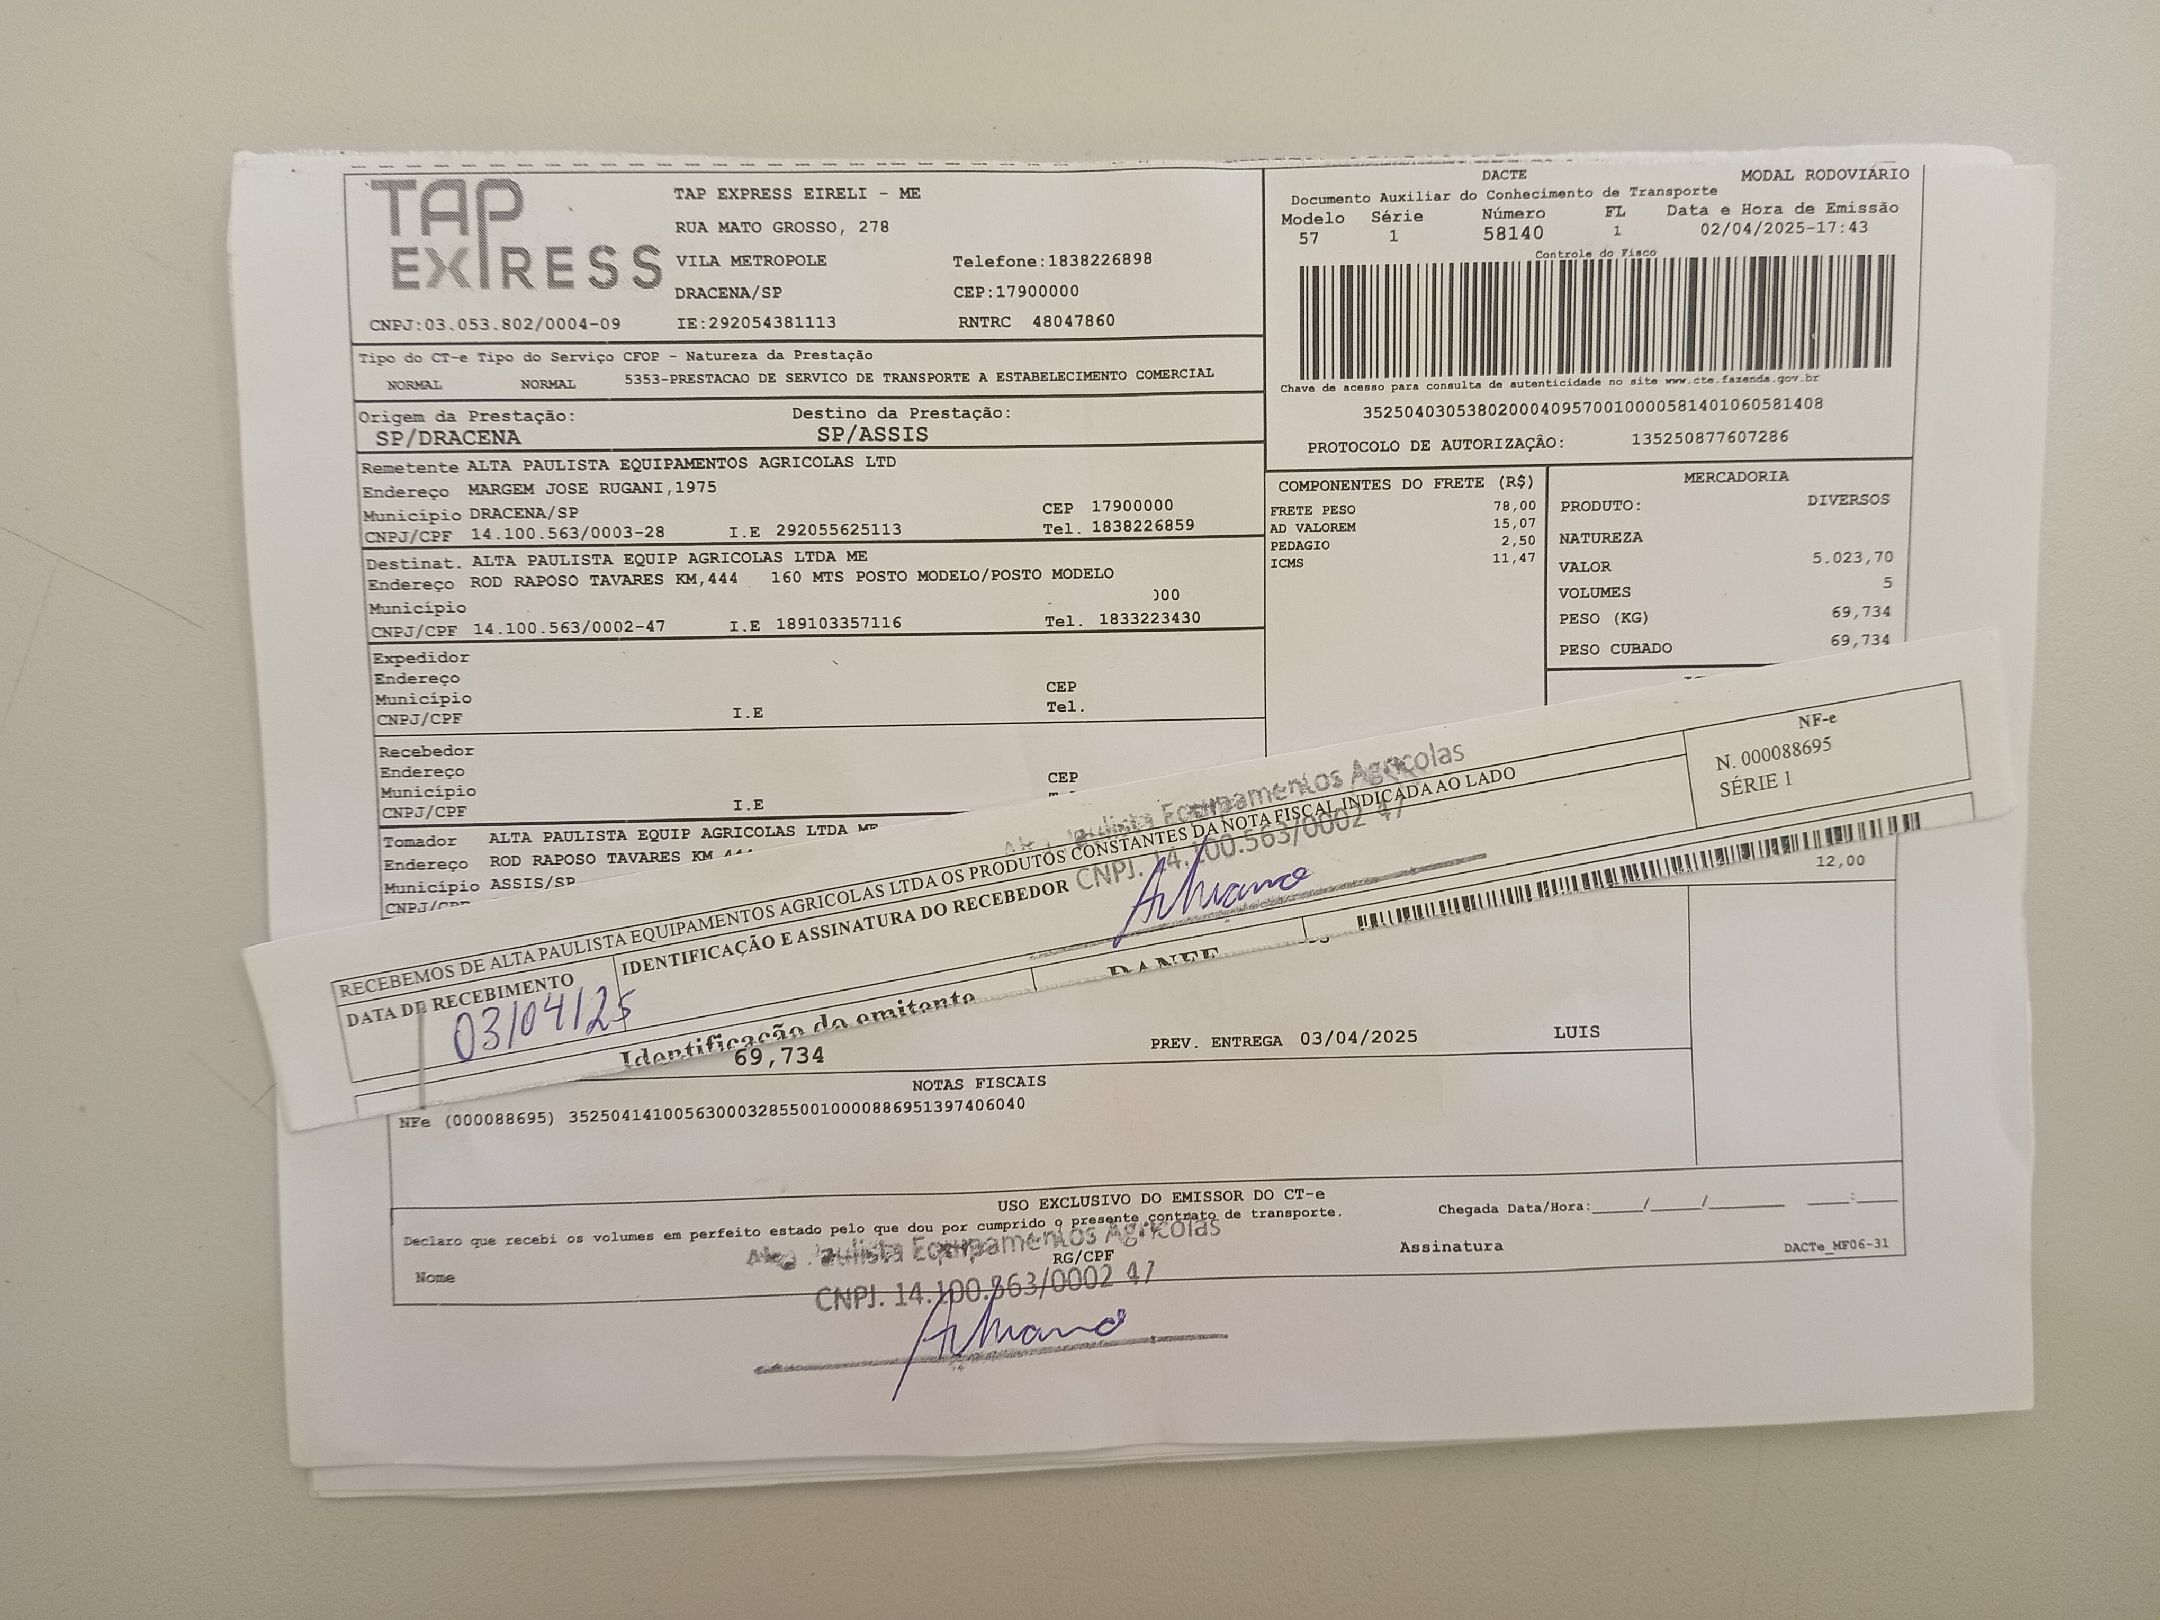 TAP EXPRESS
TAP EXPRESS EIRELI - ME
RUA MATO GROSSO, 278
VILA METROPOLE Telefone:1838226898
DRACENA/SP CEP:17900000
CNPJ:03.053.802/0004-09 IE:292054381113 RNTRC 48047860
DACTE MODAL RODOVIÁRIO
Documento Auxiliar do Conhecimento de Transporte
Modelo Série Número FL Data e Hora de Emissão
57 1 58140 1 02/04/2025-17:43
Controle do Fisco
Chave de acesso para consulta de autenticidade no site www.cte.fazenda.gov.br
35250403053802000409570010000581401060581408
PROTOCOLO DE AUTORIZAÇÃO: 135250877607286
Tipo do CT-e Tipo do Serviço CFOP - Natureza da Prestação
NORMAL NORMAL 5353-PRESTACAO DE SERVICO DE TRANSPORTE A ESTABELECIMENTO COMERCIAL
Origem da Prestação: Destino da Prestação:
SP/DRACENA SP/ASSIS
Remetente ALTA PAULISTA EQUIPAMENTOS AGRICOLAS LTD
Endereço MARGEM JOSE RUGANI,1975
Município DRACENA/SP CEP 17900000
CNPJ/CPF 14.100.563/0003-28 I.E 292055625113 Tel. 1838226859
Destinat. ALTA PAULISTA EQUIP AGRICOLAS LTDA ME
Endereço ROD RAPOSO TAVARES KM,444 160 MTS POSTO MODELO/POSTO MODELO
Município 000
CNPJ/CPF 14.100.563/0002-47 I.E 189103357116 Tel. 1833223430
Expedidor
Endereço
Município CEP
CNPJ/CPF I.E Tel.
Recebedor
Endereço
Município CEP
CNPJ/CPF I.E
Tomador ALTA PAULISTA EQUIP AGRICOLAS LTDA ME
Endereço ROD RAPOSO TAVARES KM 444
Município ASSIS/SP
CNPJ/CPF
COMPONENTES DO FRETE (R$)
FRETE PESO 78,00
AD VALOREM 15,07
PEDAGIO 2,50
ICMS 11,47
MERCADORIA
PRODUTO: DIVERSOS
NATUREZA
VALOR 5.023,70
VOLUMES 5
PESO (KG) 69,734
PESO CUBADO 69,734
RECEBEMOS DE ALTA PAULISTA EQUIPAMENTOS AGRICOLAS LTDA OS PRODUTOS CONSTANTES DA NOTA FISCAL INDICADA AO LADO
DATA DE RECEBIMENTO
03/04/25
IDENTIFICAÇÃO E ASSINATURA DO RECEBEDOR
Paulista Equipamentos Agricolas
CNPJ. 14.100.563/0002 47
NF-e
N. 000088695
SÉRIE 1
Identificação do emitente
DANFE
12,00
69,734
PREV. ENTREGA 03/04/2025 LUIS
NOTAS FISCAIS
NFe (000088695) 35250414100563000328550010000886951397406040
USO EXCLUSIVO DO EMISSOR DO CT-e
Declaro que recebi os volumes em perfeito estado pelo que dou por cumprido o presente contrato de transporte.
Chegada Data/Hora:_____/_____/________ ____:____
Nome RG/CPF Assinatura DACTe_MF06-31
Paulista Equipamentos Agricolas
CNPJ. 14.100.563/0002 47